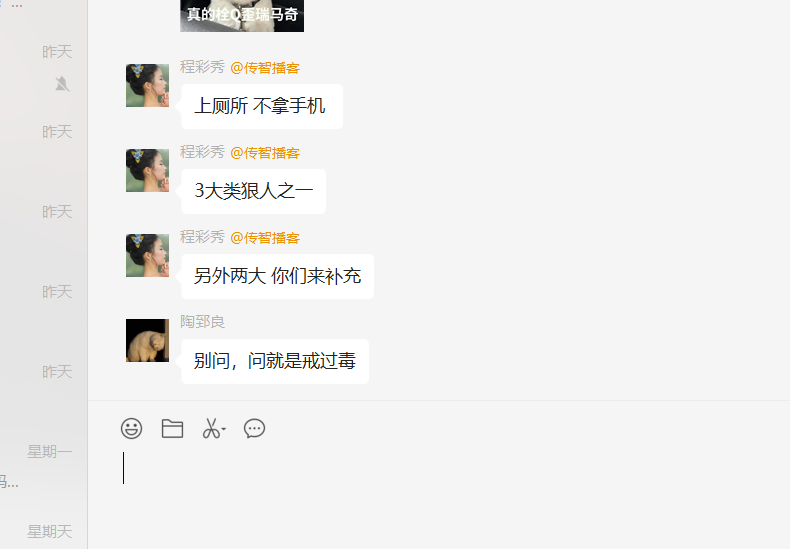 ...
真的栓Q歪瑞马奇
昨天
程彩秀 @传智播客
上厕所 不拿手机
昨天
程彩秀 @传智播客
3大类狠人之一
昨天
程彩秀 @传智播客
另外两大 你们来补充
昨天
陶郅良
别问，问就是戒过毒
昨天
星期一
吗...
星期天